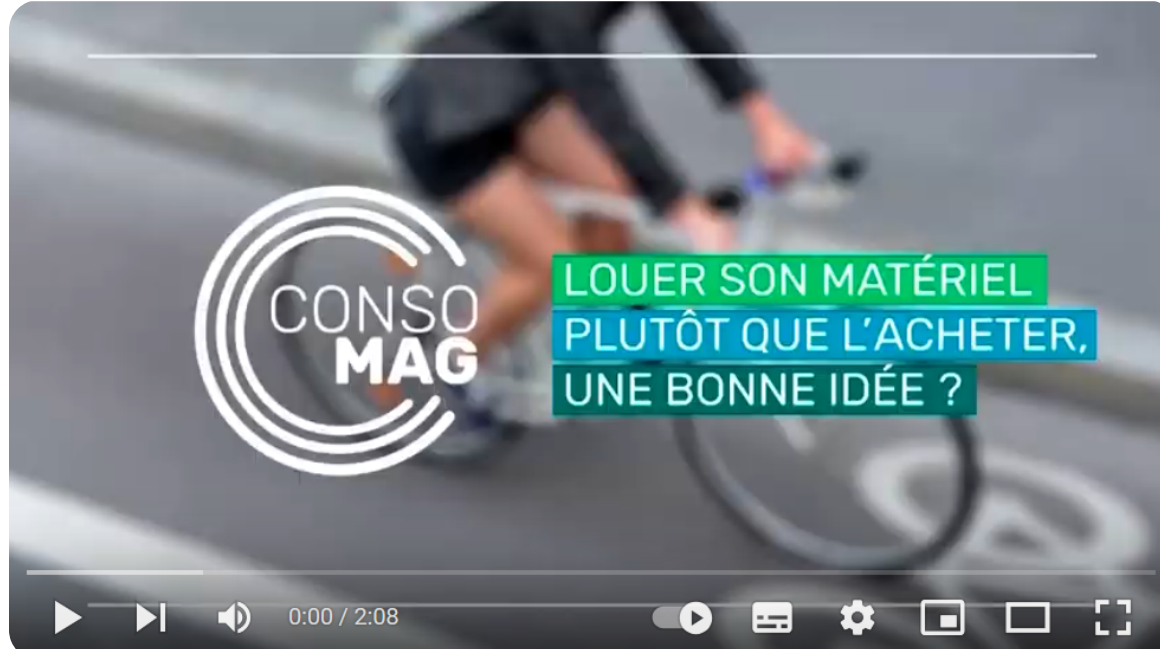 CONSO
MAG
LOUER SON MATÉRIEL
PLUTÔT QUE L'ACHETER,
UNE BONNE IDÉE ?
0:00 / 2:08